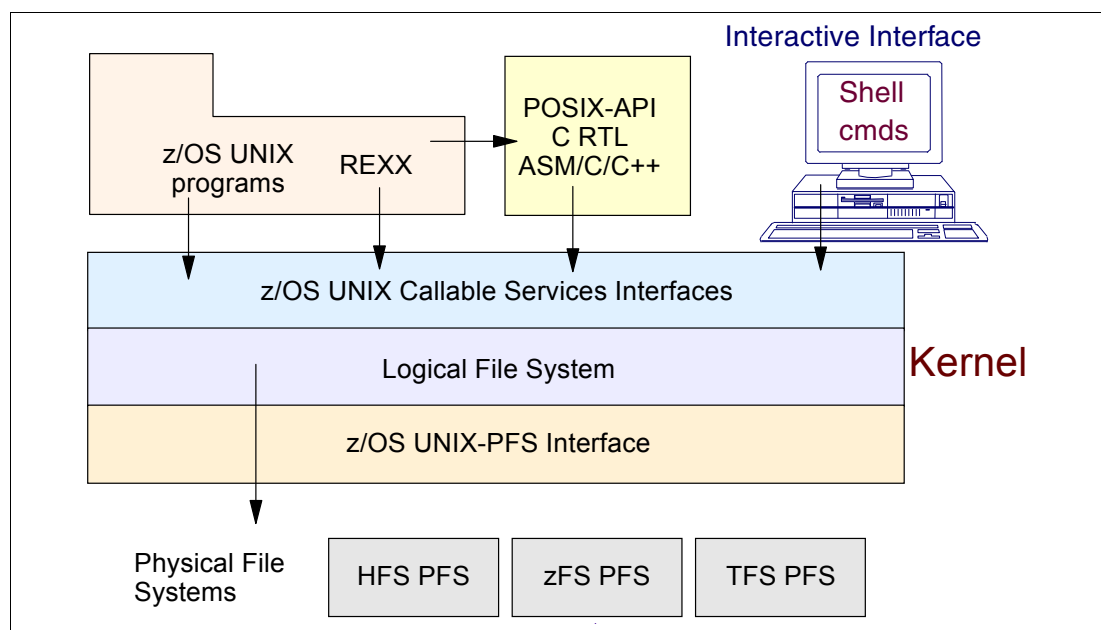 Interactive Interface
Shell
cmds
POSIX-API
C RTL
ASM/C/C++
z/OS UNIX
programs
REXX
z/OS UNIX Callable Services Interfaces
Logical File System
Kernel
z/OS UNIX-PFS Interface
Physical File
Systems
HFS PFS
zFS PFS
TFS PFS